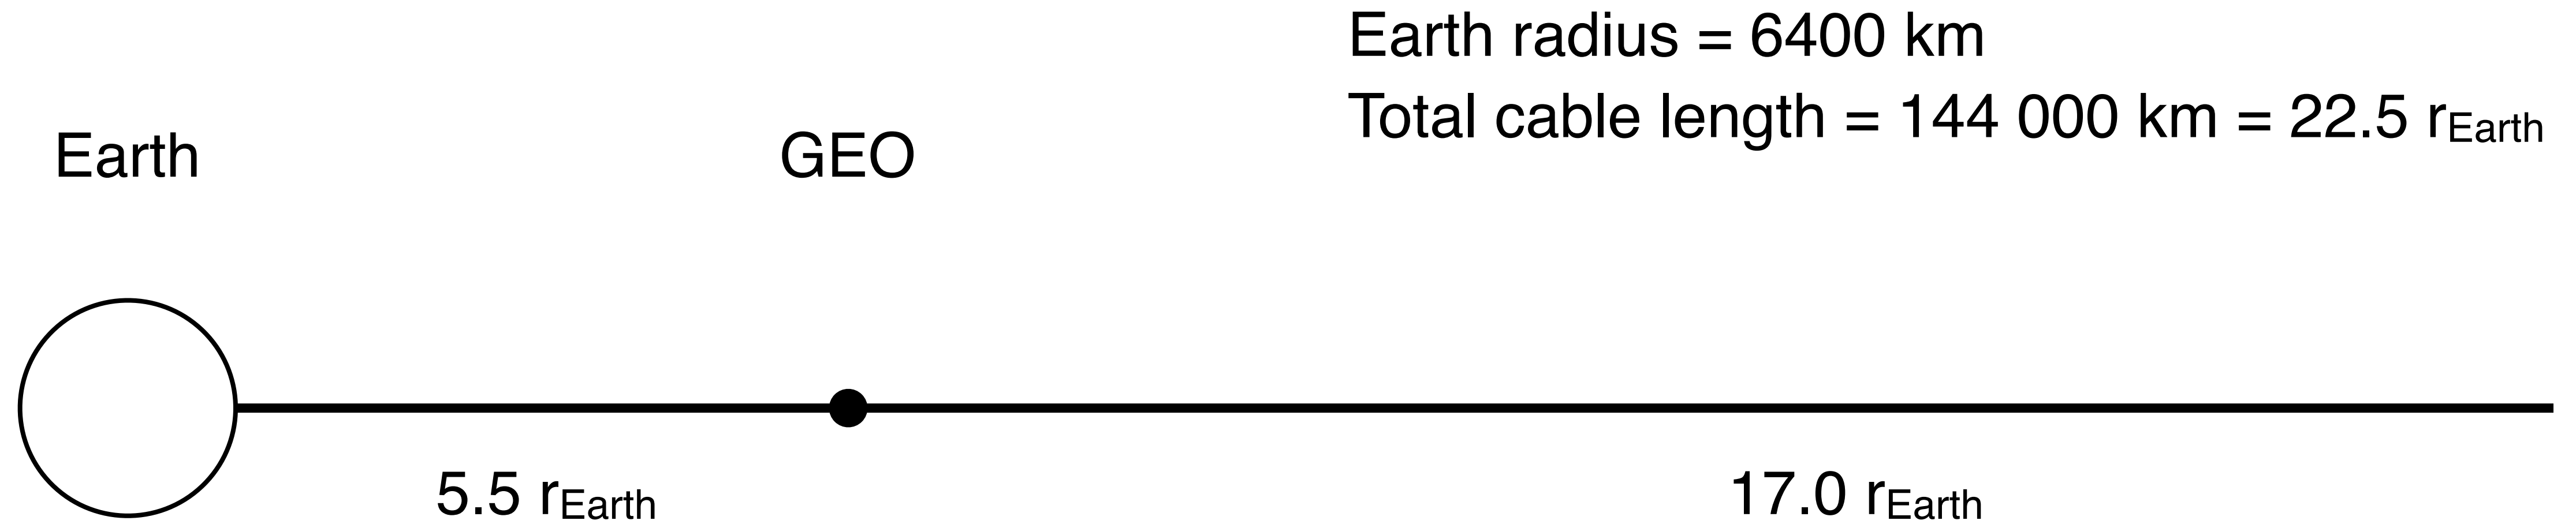 Earth radius = 6400 km
Total cable length = 144 000 km = 22.5 rEarth
Earth
GEO
5.5 rEarth
17.0 rEarth